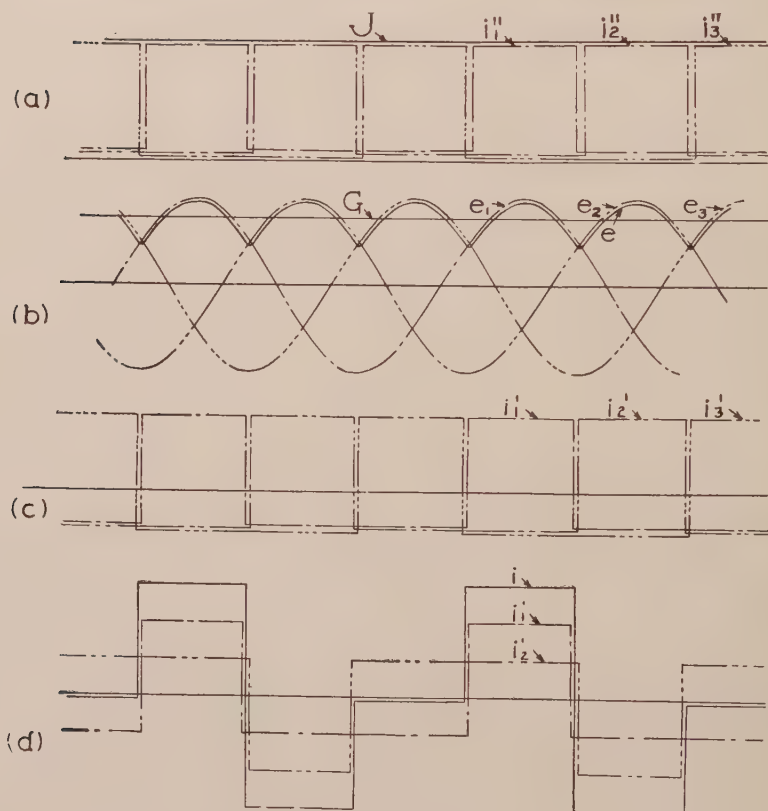 J i₁'' i₂'' i₃''
(a)
G e₁ e₂ e e₃
(b)
i₁' i₂' i₃'
(c)
i
i₁'
i₂'
(d)